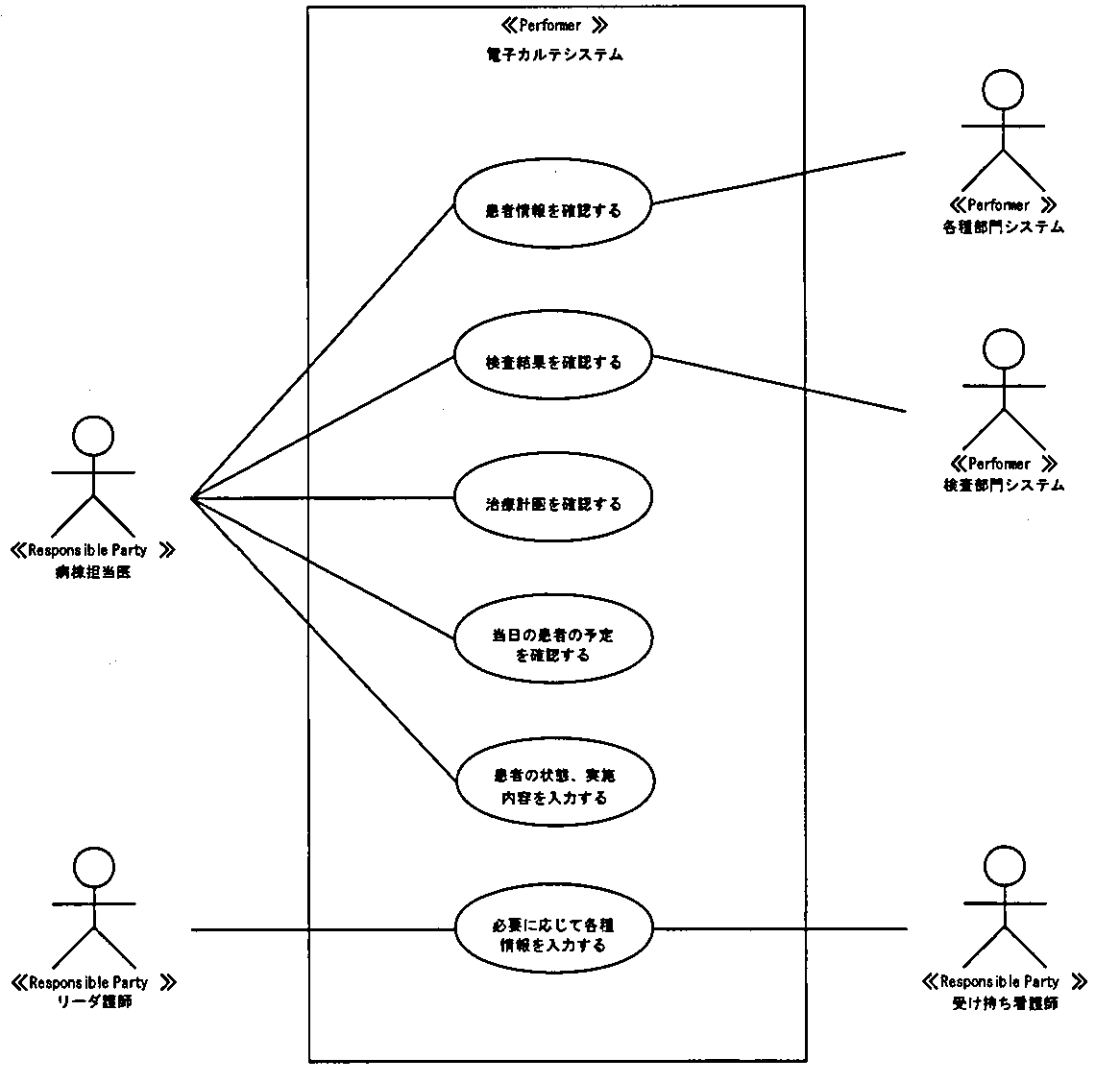 ≪Performer ≫
電子カルテシステム
患者情報を確認する
≪Performer ≫
各種部門システム
検査結果を確認する
≪Performer ≫
検査部門システム
治療計画を確認する
≪Responsible Party ≫
病棟担当医
当日の患者の予定
を確認する
患者の状態、実施
内容を入力する
必要に応じて各種
情報を入力する
≪Responsible Party ≫
リーダ護師
≪Responsible Party ≫
受け持ち看護師